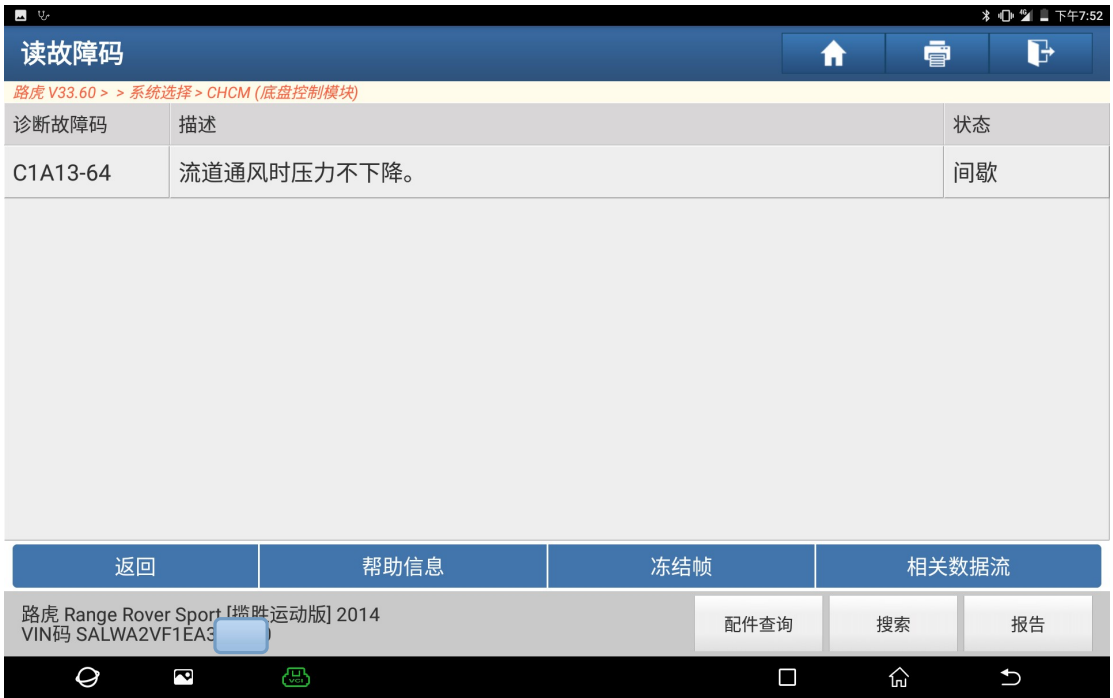 4G 下午7:52
读故障码
路虎 V33.60 > > 系统选择 > CHCM (底盘控制模块)
诊断故障码 描述 状态
C1A13-64 流道通风时压力不下降。 间歇
返回 帮助信息 冻结帧 相关数据流
路虎 Range Rover Sport [揽胜运动版] 2014
VIN码 SALWA2VF1EA3
配件查询 搜索 报告
VCI